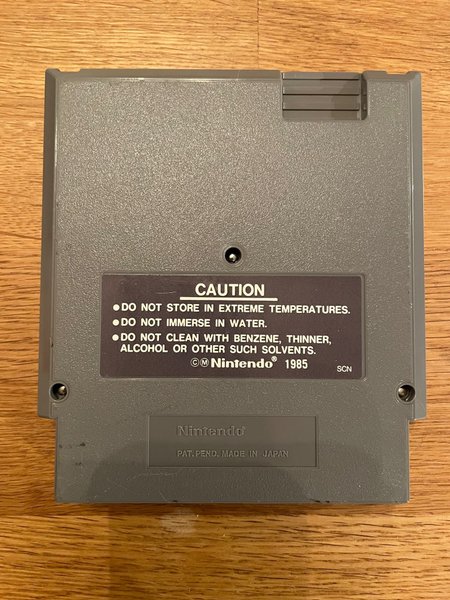 CAUTION
●DO NOT STORE IN EXTREME TEMPERATURES.
●DO NOT IMMERSE IN WATER.
●DO NOT CLEAN WITH BENZENE, THINNER,
ALCOHOL OR OTHER SUCH SOLVENTS.
©Ⓜ Nintendo® 1985 SCN
Nintendo®
PAT. PEND. MADE IN JAPAN